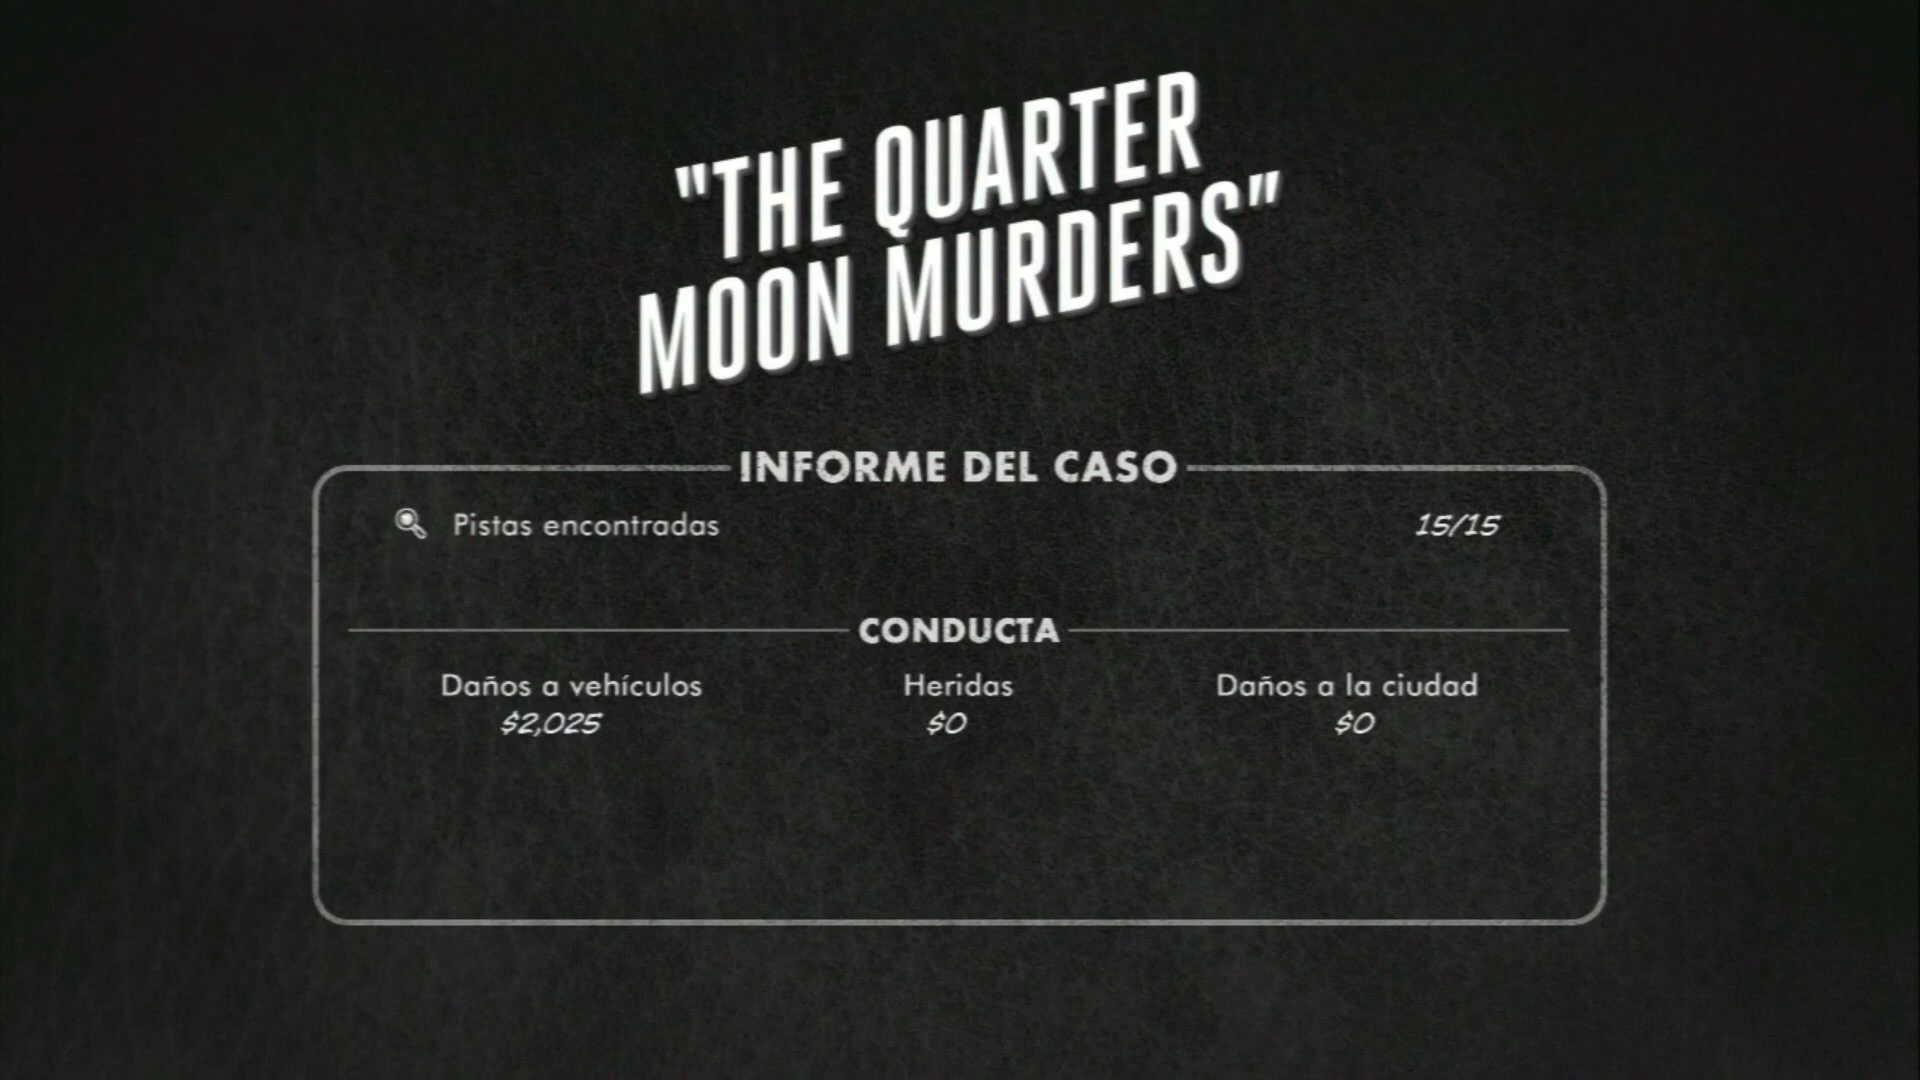 "THE QUARTER
MOON MURDERS"
INFORME DEL CASO
Pistas encontradas 15/15
CONDUCTA
Daños a vehículos Heridas Daños a la ciudad
$2,025 $0 $0